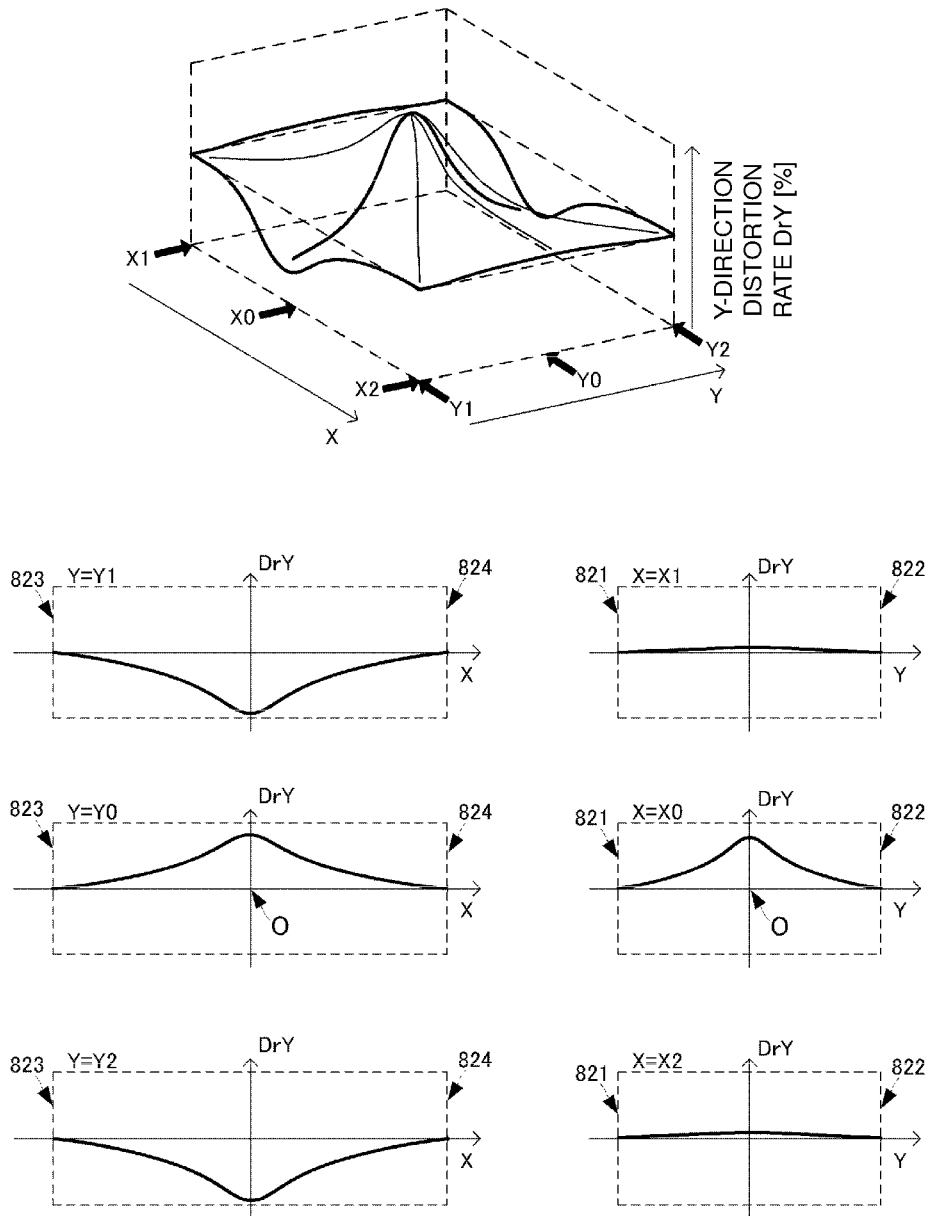 Y-DIRECTION
DISTORTION
RATE DrY [%]
X1
X0
X2
X
Y1
Y0
Y2
Y
823
Y=Y1
DrY
824
X
821
X=X1
DrY
822
Y
823
Y=Y0
DrY
824
X
O
821
X=X0
DrY
822
Y
O
823
Y=Y2
DrY
824
X
821
X=X2
DrY
822
Y